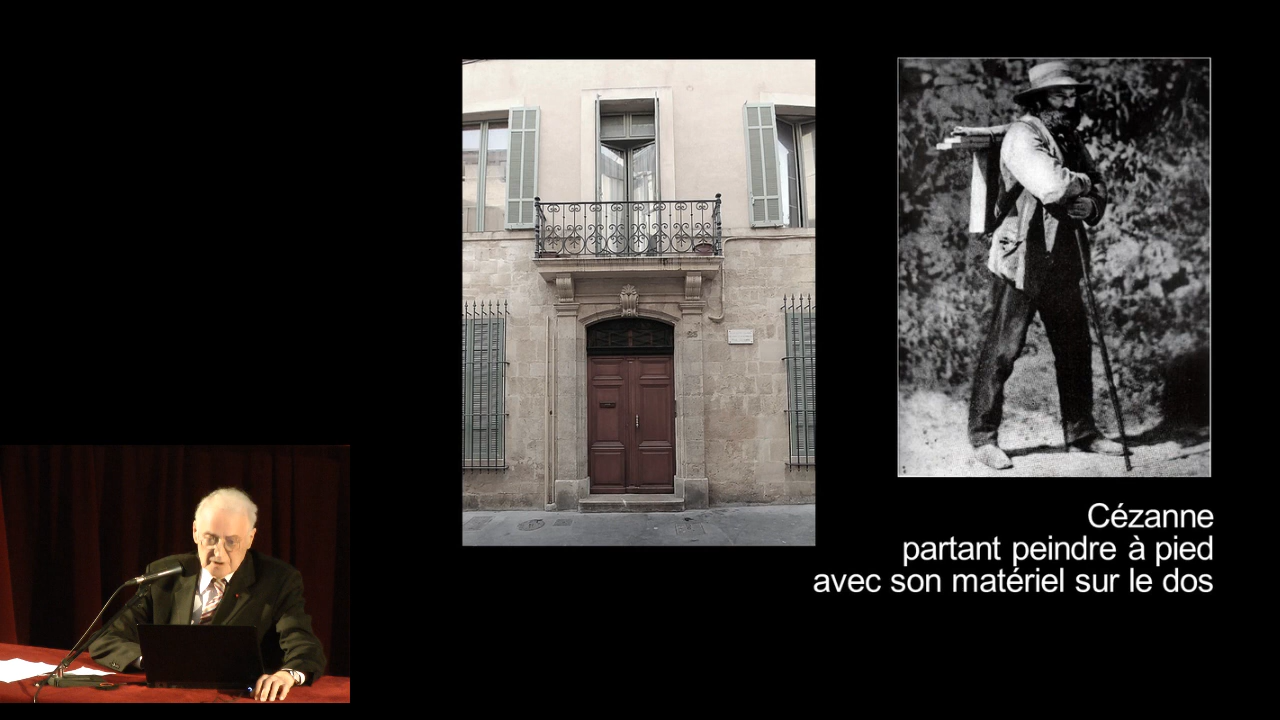 Cézanne
partant peindre à pied
avec son matériel sur le dos